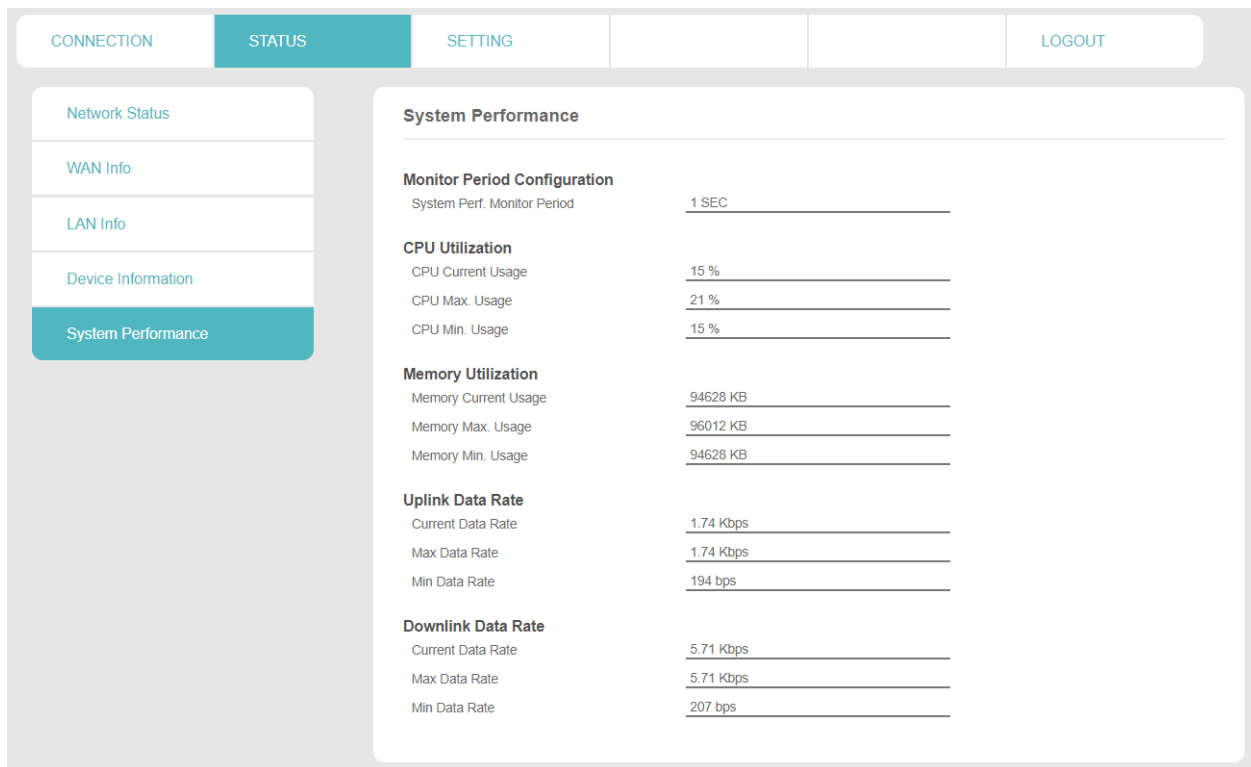 CONNECTION STATUS SETTING LOGOUT
Network Status
WAN Info
LAN Info
Device Information
System Performance
System Performance
Monitor Period Configuration
System Perf. Monitor Period 1 SEC
CPU Utilization
CPU Current Usage 15 %
CPU Max. Usage 21 %
CPU Min. Usage 15 %
Memory Utilization
Memory Current Usage 94628 KB
Memory Max. Usage 96012 KB
Memory Min. Usage 94628 KB
Uplink Data Rate
Current Data Rate 1.74 Kbps
Max Data Rate 1.74 Kbps
Min Data Rate 194 bps
Downlink Data Rate
Current Data Rate 5.71 Kbps
Max Data Rate 5.71 Kbps
Min Data Rate 207 bps